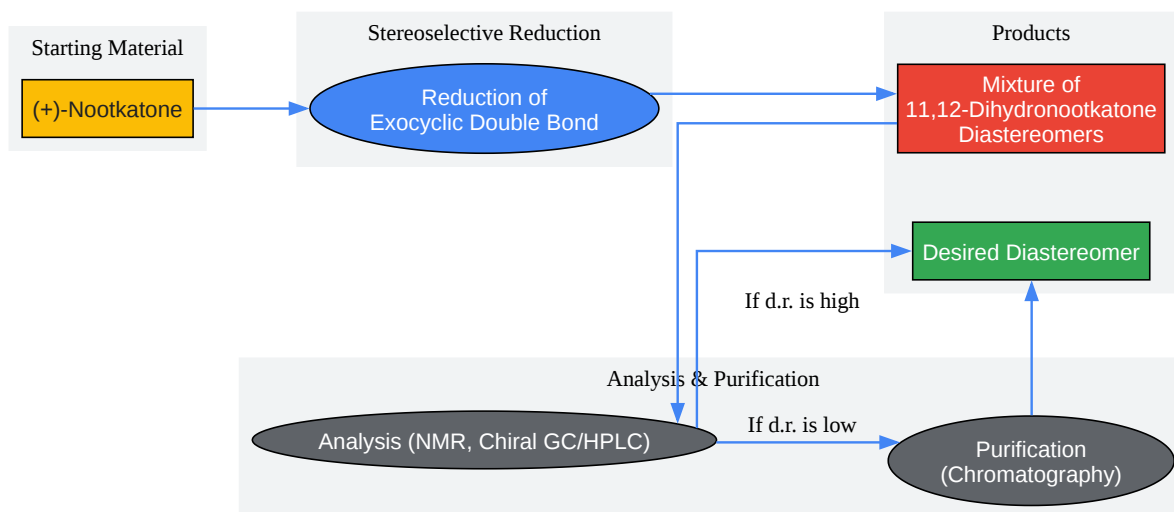 Starting Material
(+)-Nootkatone
Stereoselective Reduction
Reduction of
Exocyclic Double Bond
Products
Mixture of
11,12-Dihydronootkatone
Diastereomers
Desired Diastereomer
If d.r. is high
Analysis & Purification
Analysis (NMR, Chiral GC/HPLC)
If d.r. is low
Purification
(Chromatography)